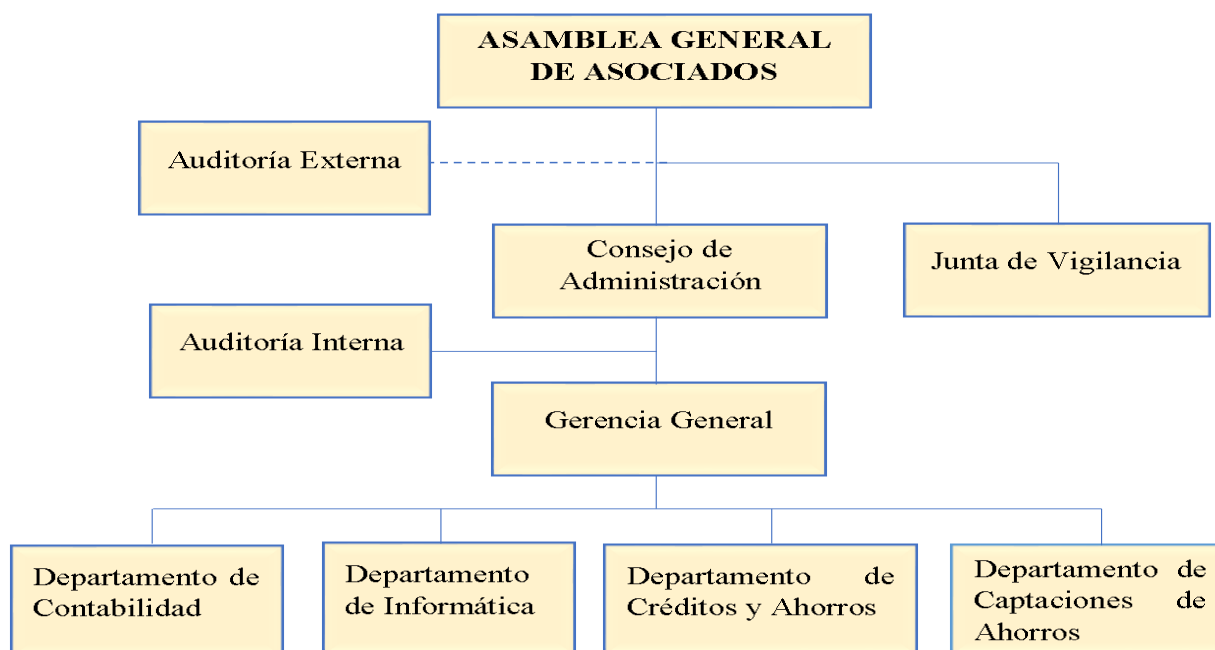 ASAMBLEA GENERAL
DE ASOCIADOS
Auditoría Externa
Consejo de
Administración
Junta de Vigilancia
Auditoría Interna
Gerencia General
Departamento de
Contabilidad
Departamento
de Informática
Departamento de
Créditos y Ahorros
Departamento de
Captaciones de
Ahorros